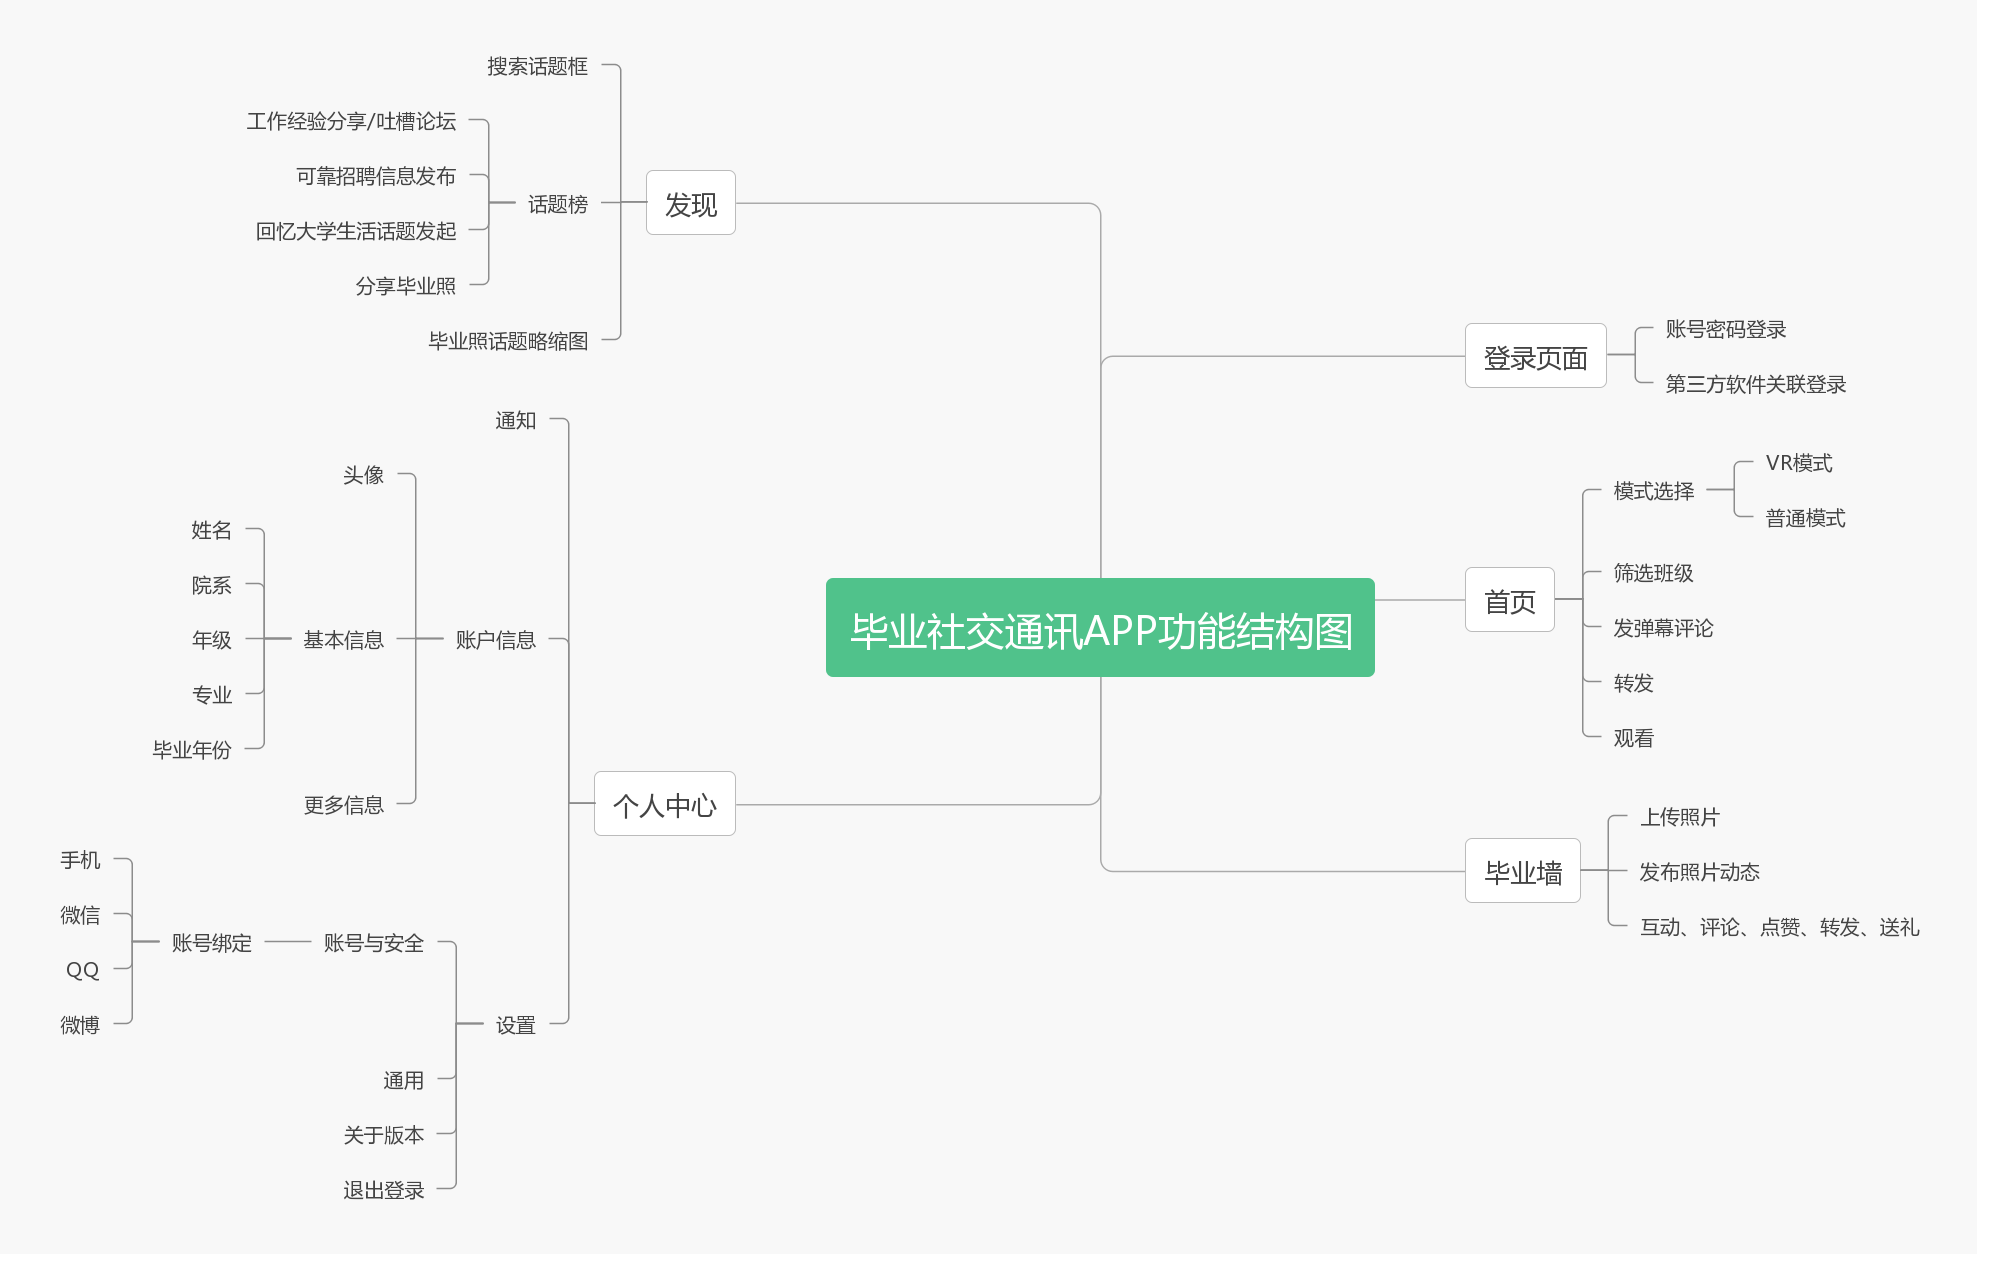 毕业社交通讯APP功能结构图
登录页面
账号密码登录
第三方软件关联登录
首页
模式选择
VR模式
普通模式
筛选班级
发弹幕评论
转发
观看
毕业墙
上传照片
发布照片动态
互动、评论、点赞、转发、送礼
发现
搜索话题框
话题榜
工作经验分享/吐槽论坛
可靠招聘信息发布
回忆大学生活话题发起
分享毕业照
毕业照话题略缩图
个人中心
通知
账户信息
头像
基本信息
姓名
院系
年级
专业
毕业年份
更多信息
设置
账号与安全
账号绑定
手机
微信
QQ
微博
通用
关于版本
退出登录